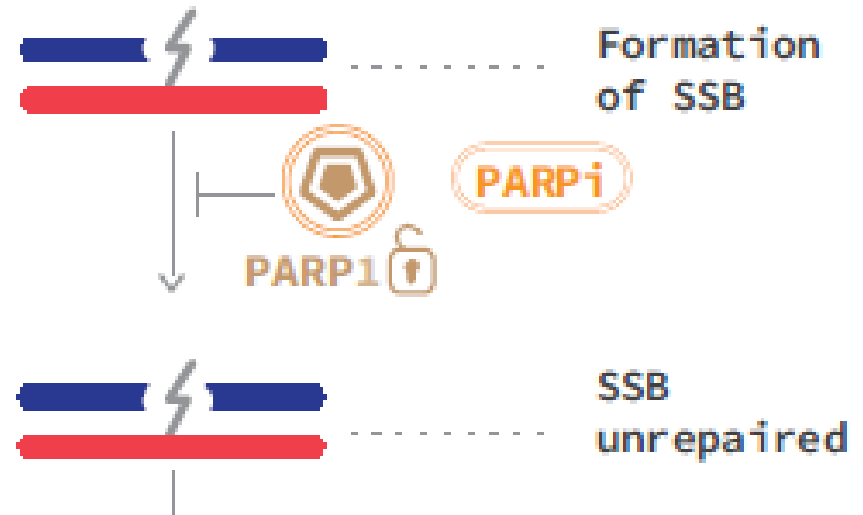 Formation
of SSB
PARPi
PARP1
SSB
unrepaired